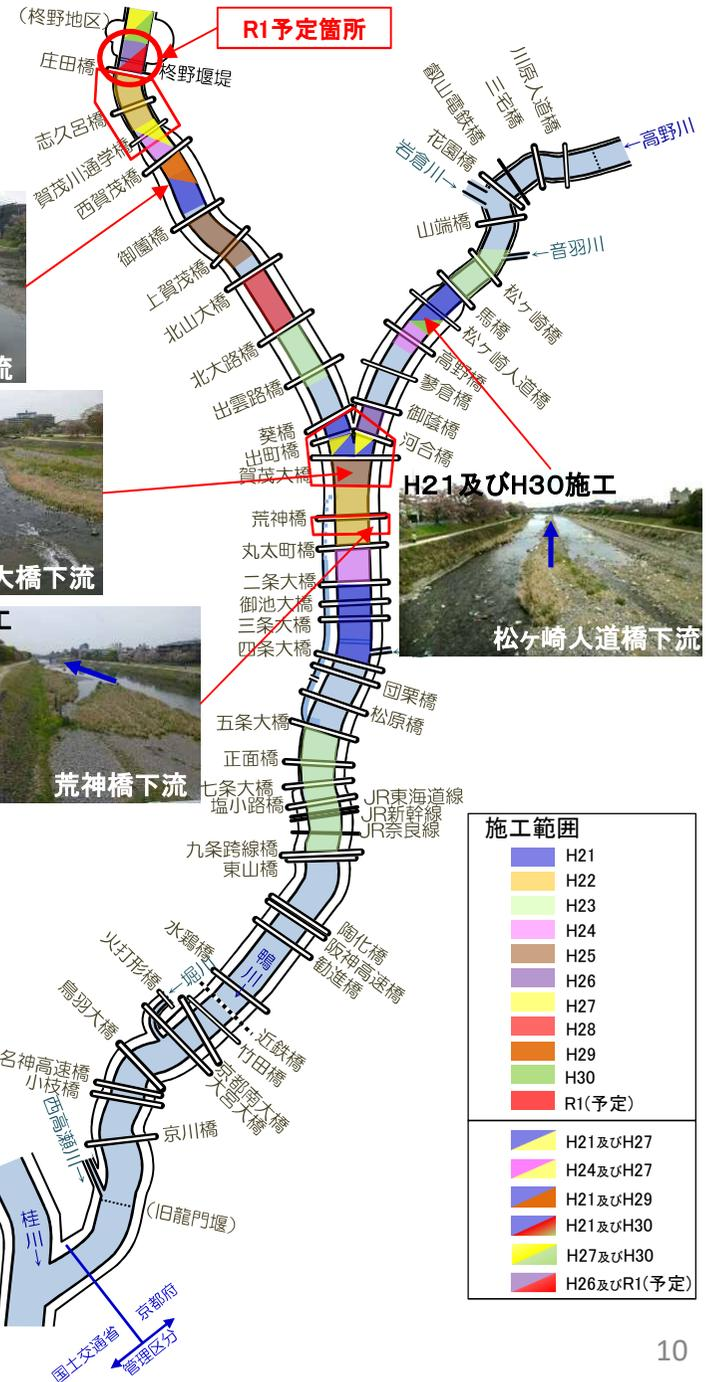 (柊野地区)
R1予定箇所
庄田橋
柊野堰堤
志久呂橋
賀茂川通学橋
西賀茂橋
御薗橋
上賀茂橋
北山大橋
北大路橋
出雲路橋
葵橋
出町橋
賀茂大橋
川原人道橋
三宅橋
叡山電鉄橋
花園橋
岩倉川→
←高野川
山端橋
←音羽川
松ヶ崎橋
馬橋
松ヶ崎人道橋
高野橋
蓼倉橋
御蔭橋
河合橋
流
大橋下流
工
荒神橋下流
H21及びH30施工
松ヶ崎人道橋下流
荒神橋
丸太町橋
二条大橋
御池大橋
三条大橋
四条大橋
団栗橋
松原橋
五条大橋
正面橋
七条大橋
塩小路橋
JR東海道線
JR新幹線
JR奈良線
九条跨線橋
東山橋
陶化橋
阪神高速橋
勧進橋
水鶏橋
鴨川→
火打形橋
近鉄橋
竹田橋
京都南大橋
大宮大橋
鳥羽大橋
名神高速橋
小枝橋
西高瀬川→
京川橋
(旧龍門堰)
桂川→
国土交通省
京都府
管理区分
施工範囲
H21
H22
H23
H24
H25
H26
H27
H28
H29
H30
R1(予定)
H21及びH27
H24及びH27
H21及びH29
H21及びH30
H27及びH30
H26及びR1(予定)
10